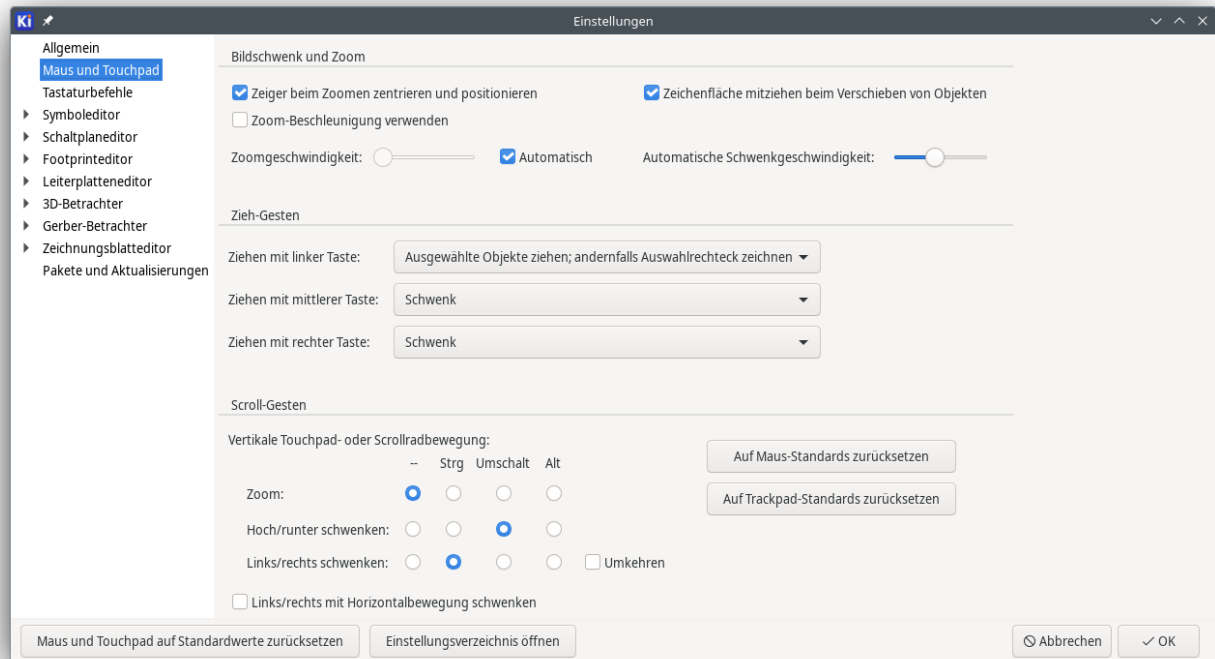 Ki
Einstellungen
Allgemein
Maus und Touchpad
Tastaturbefehle
Symboleditor
Schaltplaneditor
Footprinteditor
Leiterplatteneditor
3D-Betrachter
Gerber-Betrachter
Zeichnungsblatteditor
Pakete und Aktualisierungen
Bildschwenk und Zoom
Zeiger beim Zoomen zentrieren und positionieren
Zeichenfläche mitziehen beim Verschieben von Objekten
Zoom-Beschleunigung verwenden
Zoomgeschwindigkeit:
Automatisch
Automatische Schwenkgeschwindigkeit:
Zieh-Gesten
Ziehen mit linker Taste:
Ausgewählte Objekte ziehen; andernfalls Auswahlrechteck zeichnen
Ziehen mit mittlerer Taste:
Schwenk
Ziehen mit rechter Taste:
Schwenk
Scroll-Gesten
Vertikale Touchpad- oder Scrollradbewegung:
-- Strg Umschalt Alt
Zoom:
Hoch/runter schwenken:
Links/rechts schwenken:
Umkehren
Links/rechts mit Horizontalbewegung schwenken
Auf Maus-Standards zurücksetzen
Auf Trackpad-Standards zurücksetzen
Maus und Touchpad auf Standardwerte zurücksetzen
Einstellungsverzeichnis öffnen
Abbrechen
OK